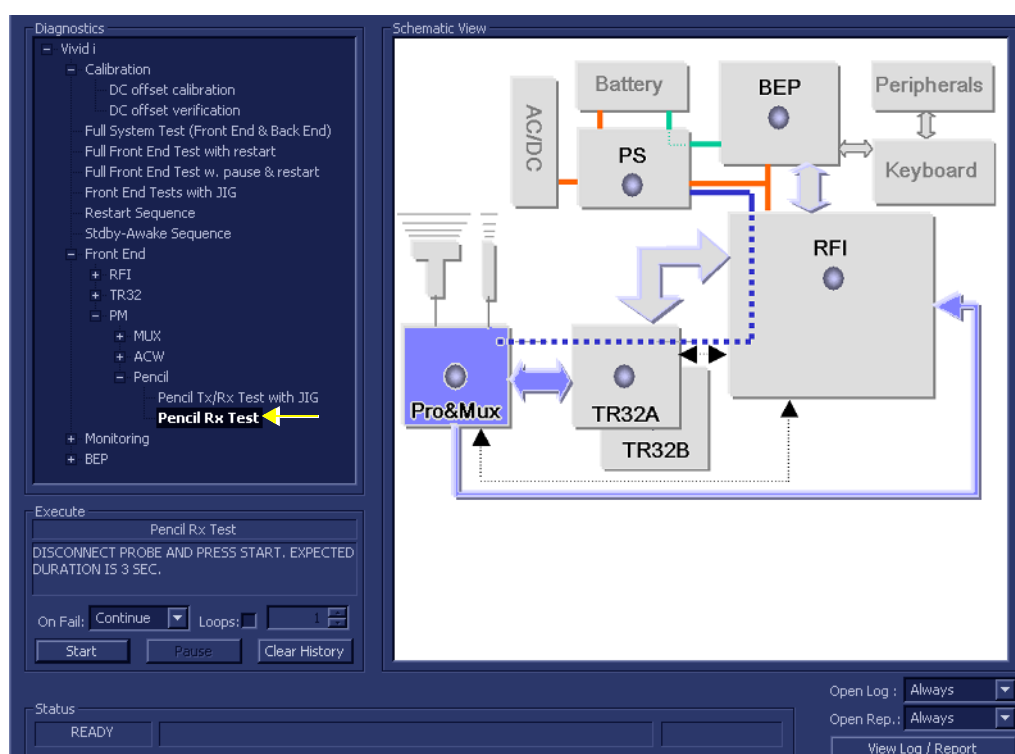 Diagnostics
Vivid i
Calibration
DC offset calibration
DC offset verification
Full System Test (Front End & Back End)
Full Front End Test with restart
Full Front End Test w. pause & restart
Front End Tests with JIG
Restart Sequence
Stdby-Awake Sequence
Front End
RFI
TR32
PM
MUX
ACW
Pencil
Pencil Tx/Rx Test with JIG
Pencil Rx Test
Monitoring
BEP
Execute
Pencil Rx Test
DISCONNECT PROBE AND PRESS START. EXPECTED
DURATION IS 3 SEC.
On Fail: Continue Loops: 1
Start Pause Clear History
Schematic View
AC/DC
Battery
BEP
Peripherals
PS
Keyboard
RFI
Pro&Mux
TR32A
TR32B
Status
READY
Open Log : Always
Open Rep.: Always
View Log / Report